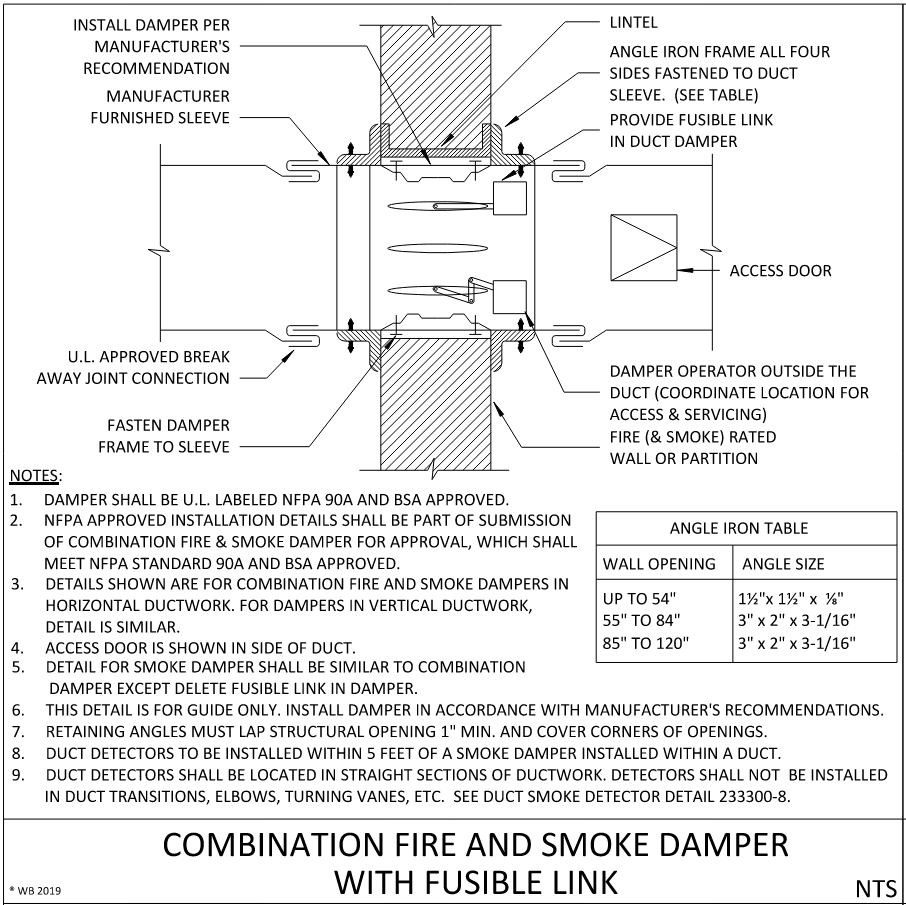 INSTALL DAMPER PER
MANUFACTURER'S
RECOMMENDATION
MANUFACTURER
FURNISHED SLEEVE
LINTEL
ANGLE IRON FRAME ALL FOUR
SIDES FASTENED TO DUCT
SLEEVE. (SEE TABLE)
PROVIDE FUSIBLE LINK
IN DUCT DAMPER
ACCESS DOOR
U.L. APPROVED BREAK
AWAY JOINT CONNECTION
FASTEN DAMPER
FRAME TO SLEEVE
DAMPER OPERATOR OUTSIDE THE
DUCT (COORDINATE LOCATION FOR
ACCESS & SERVICING)
FIRE (& SMOKE) RATED
WALL OR PARTITION
NOTES:
1. DAMPER SHALL BE U.L. LABELED NFPA 90A AND BSA APPROVED.
2. NFPA APPROVED INSTALLATION DETAILS SHALL BE PART OF SUBMISSION
OF COMBINATION FIRE & SMOKE DAMPER FOR APPROVAL, WHICH SHALL
MEET NFPA STANDARD 90A AND BSA APPROVED.
3. DETAILS SHOWN ARE FOR COMBINATION FIRE AND SMOKE DAMPERS IN
HORIZONTAL DUCTWORK. FOR DAMPERS IN VERTICAL DUCTWORK,
DETAIL IS SIMILAR.
4. ACCESS DOOR IS SHOWN IN SIDE OF DUCT.
5. DETAIL FOR SMOKE DAMPER SHALL BE SIMILAR TO COMBINATION
DAMPER EXCEPT DELETE FUSIBLE LINK IN DAMPER.
6. THIS DETAIL IS FOR GUIDE ONLY. INSTALL DAMPER IN ACCORDANCE WITH MANUFACTURER'S RECOMMENDATIONS.
7. RETAINING ANGLES MUST LAP STRUCTURAL OPENING 1" MIN. AND COVER CORNERS OF OPENINGS.
8. DUCT DETECTORS TO BE INSTALLED WITHIN 5 FEET OF A SMOKE DAMPER INSTALLED WITHIN A DUCT.
9. DUCT DETECTORS SHALL BE LOCATED IN STRAIGHT SECTIONS OF DUCTWORK. DETECTORS SHALL NOT BE INSTALLED
IN DUCT TRANSITIONS, ELBOWS, TURNING VANES, ETC. SEE DUCT SMOKE DETECTOR DETAIL 233300-8.
ANGLE IRON TABLE
WALL OPENING ANGLE SIZE
UP TO 54" 1½"x 1½" x ⅛"
55" TO 84" 3" x 2" x 3-1/16"
85" TO 120" 3" x 2" x 3-1/16"
COMBINATION FIRE AND SMOKE DAMPER
WITH FUSIBLE LINK
* WB 2019
NTS